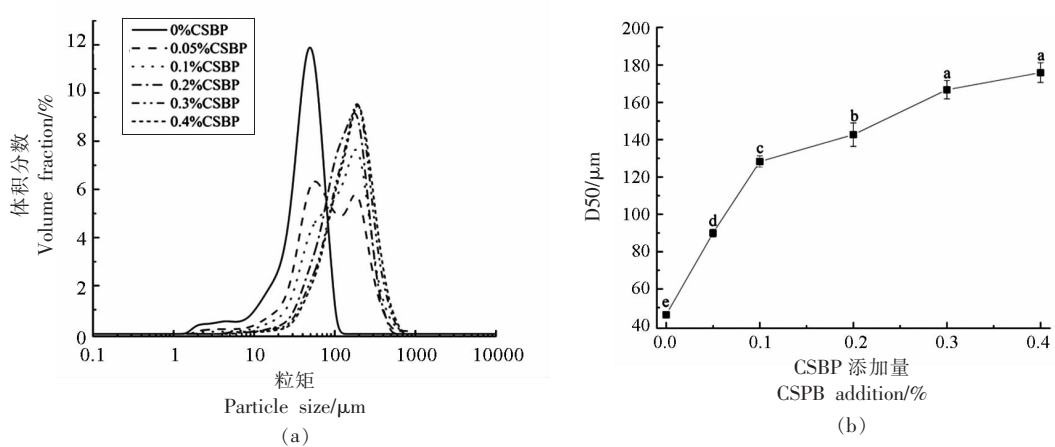 0%CSBP
0.05%CSBP
0.1%CSBP
0.2%CSBP
0.3%CSBP
0.4%CSBP
12
10
8
6
4
2
0
体积分数/%
Volume fraction/%
0.1 1 10 100 1000 10000
粒矩
Particle size/μm
(a)
180
160
140
120
100
80
60
40
D50/μm
e
d
c
b
a
a
0.0 0.1 0.2 0.3 0.4
CSBP 添加量
CSPB addition/%
(b)